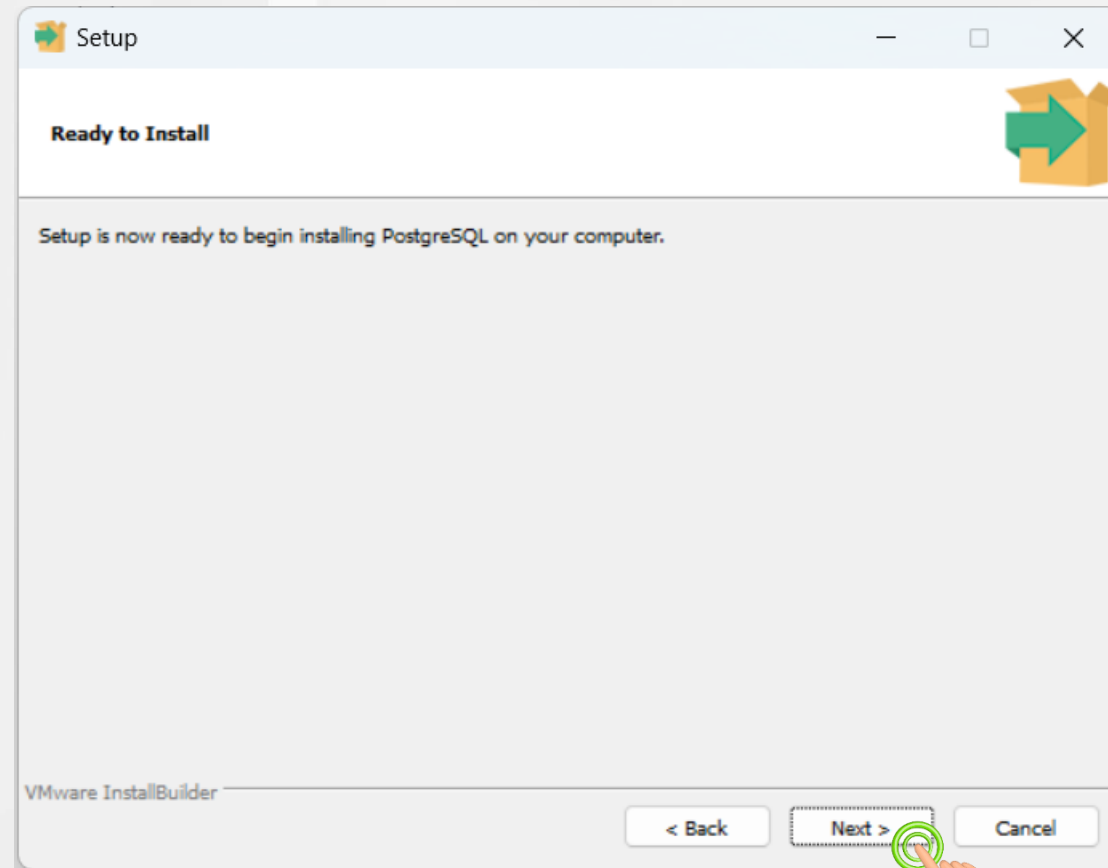 Setup
Ready to Install
Setup is now ready to begin installing PostgreSQL on your computer.
VMware InstallBuilder
< Back
Next >
Cancel